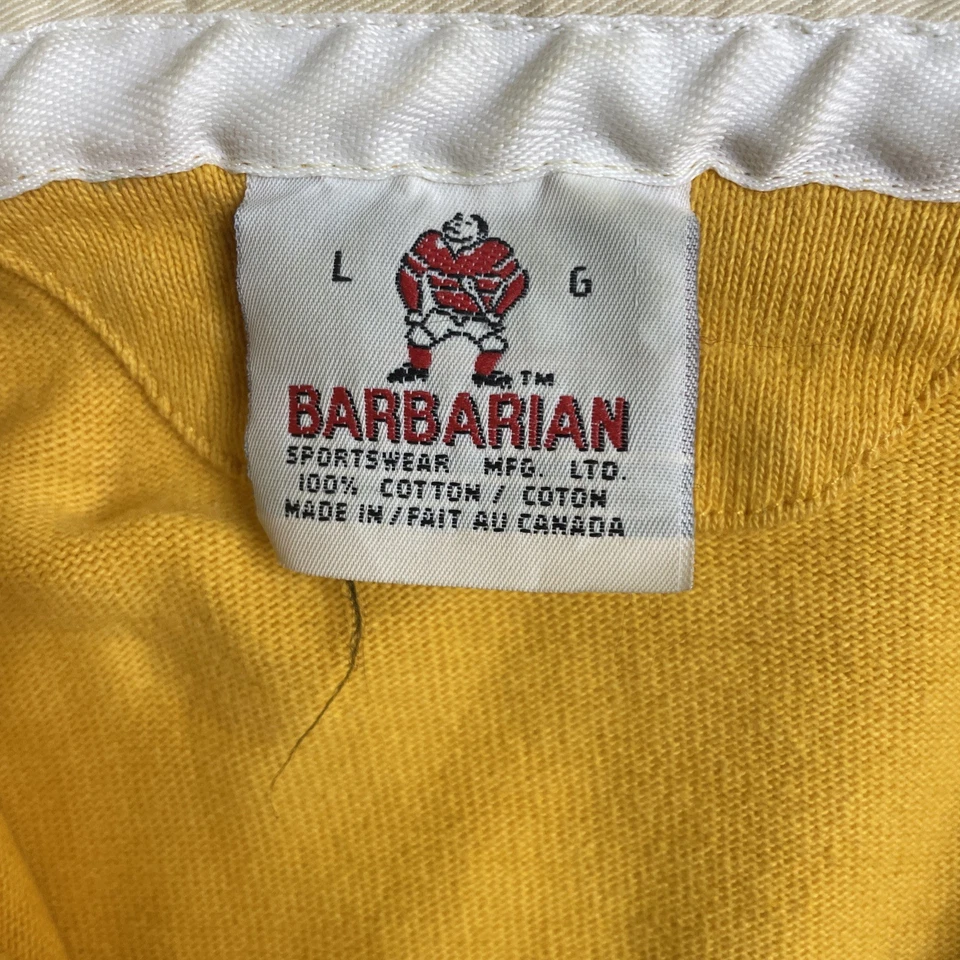 L G
™
BARBARIAN
SPORTSWEAR MFG. LTD.
100% COTTON / COTON
MADE IN / FAIT AU CANADA